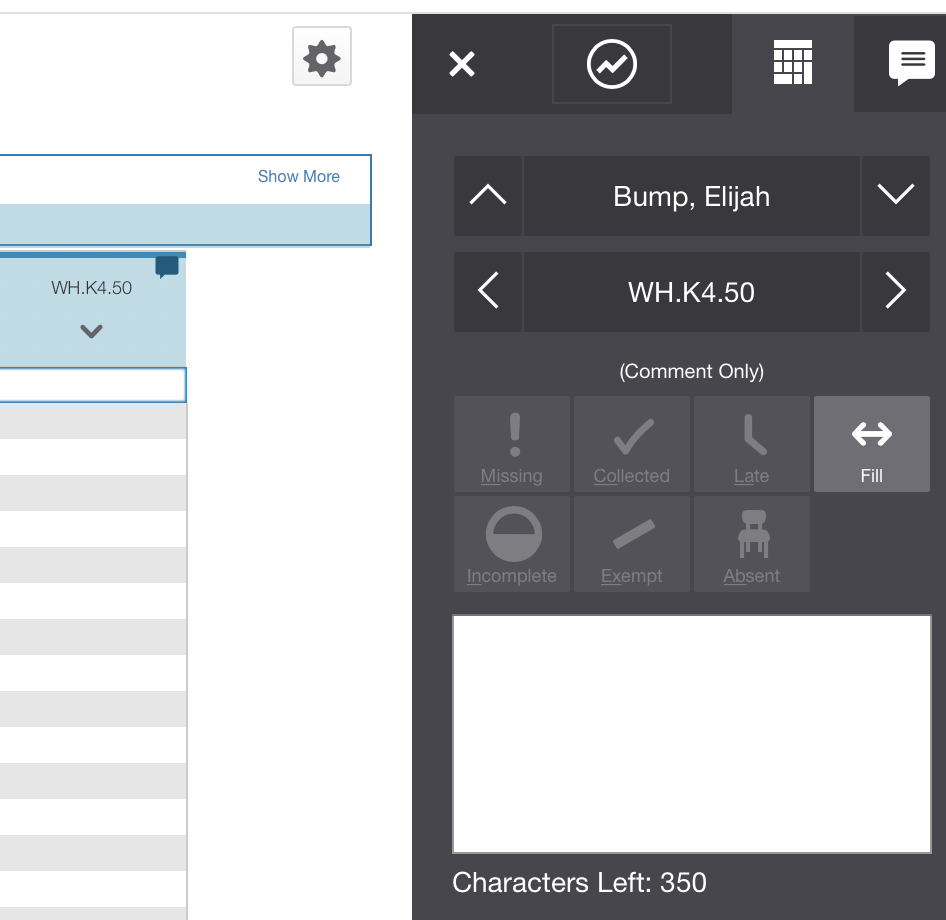 Show More
WH.K4.50
Bump, Elijah
WH.K4.50
(Comment Only)
Missing
Collected
Late
Fill
Incomplete
Exempt
Absent
Characters Left: 350